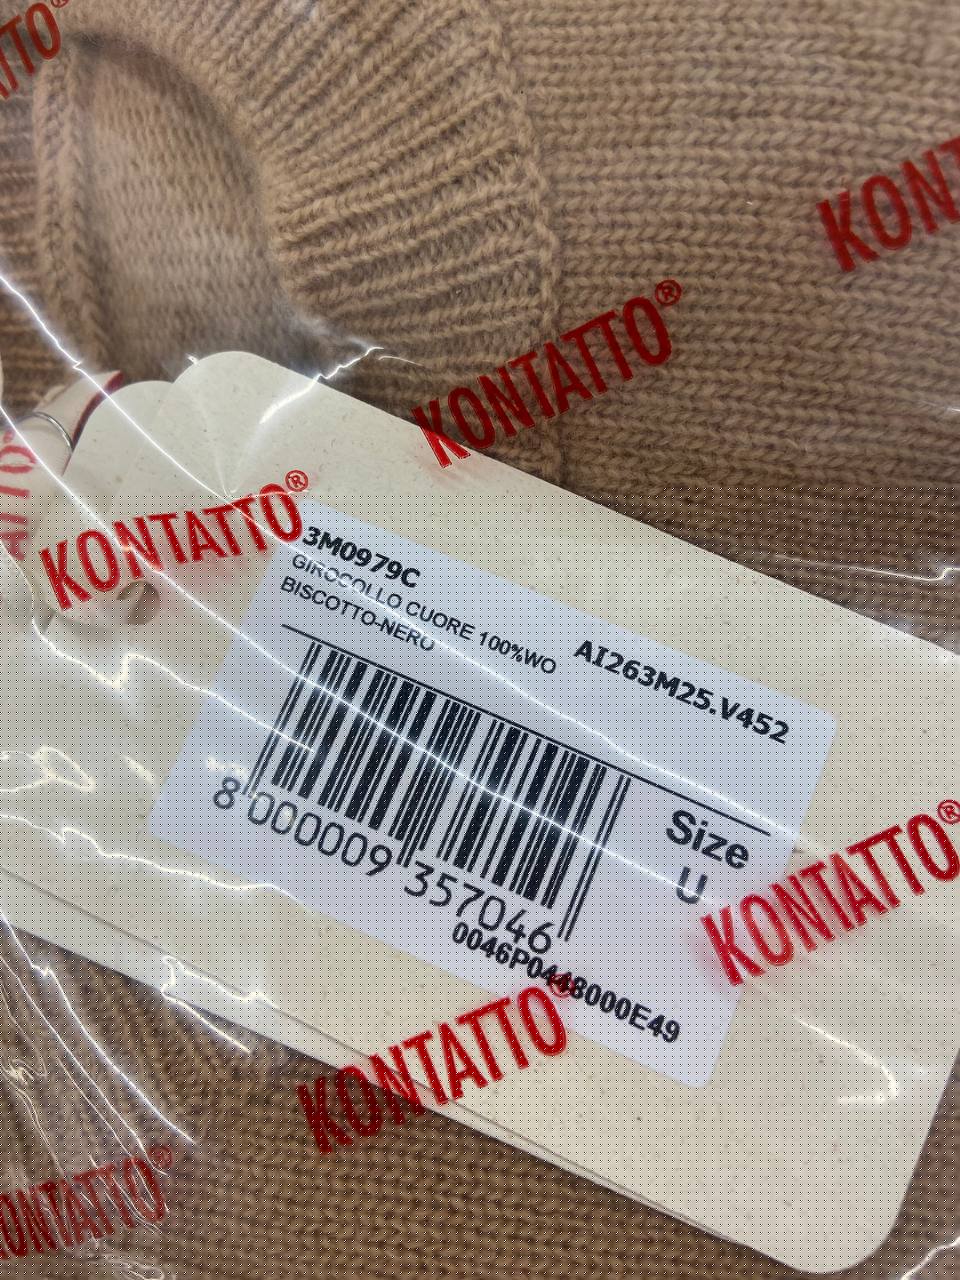 KONTATTO®
KONTATTO®
3M0979C
GIROCOLLO CUORE 100%WO
BISCOTTO-NERO
AI263M25.V452
8 000009 357046
Size
U
0046P0448000E49
KONTATTO®
KONTATTO®
KONTATTO®